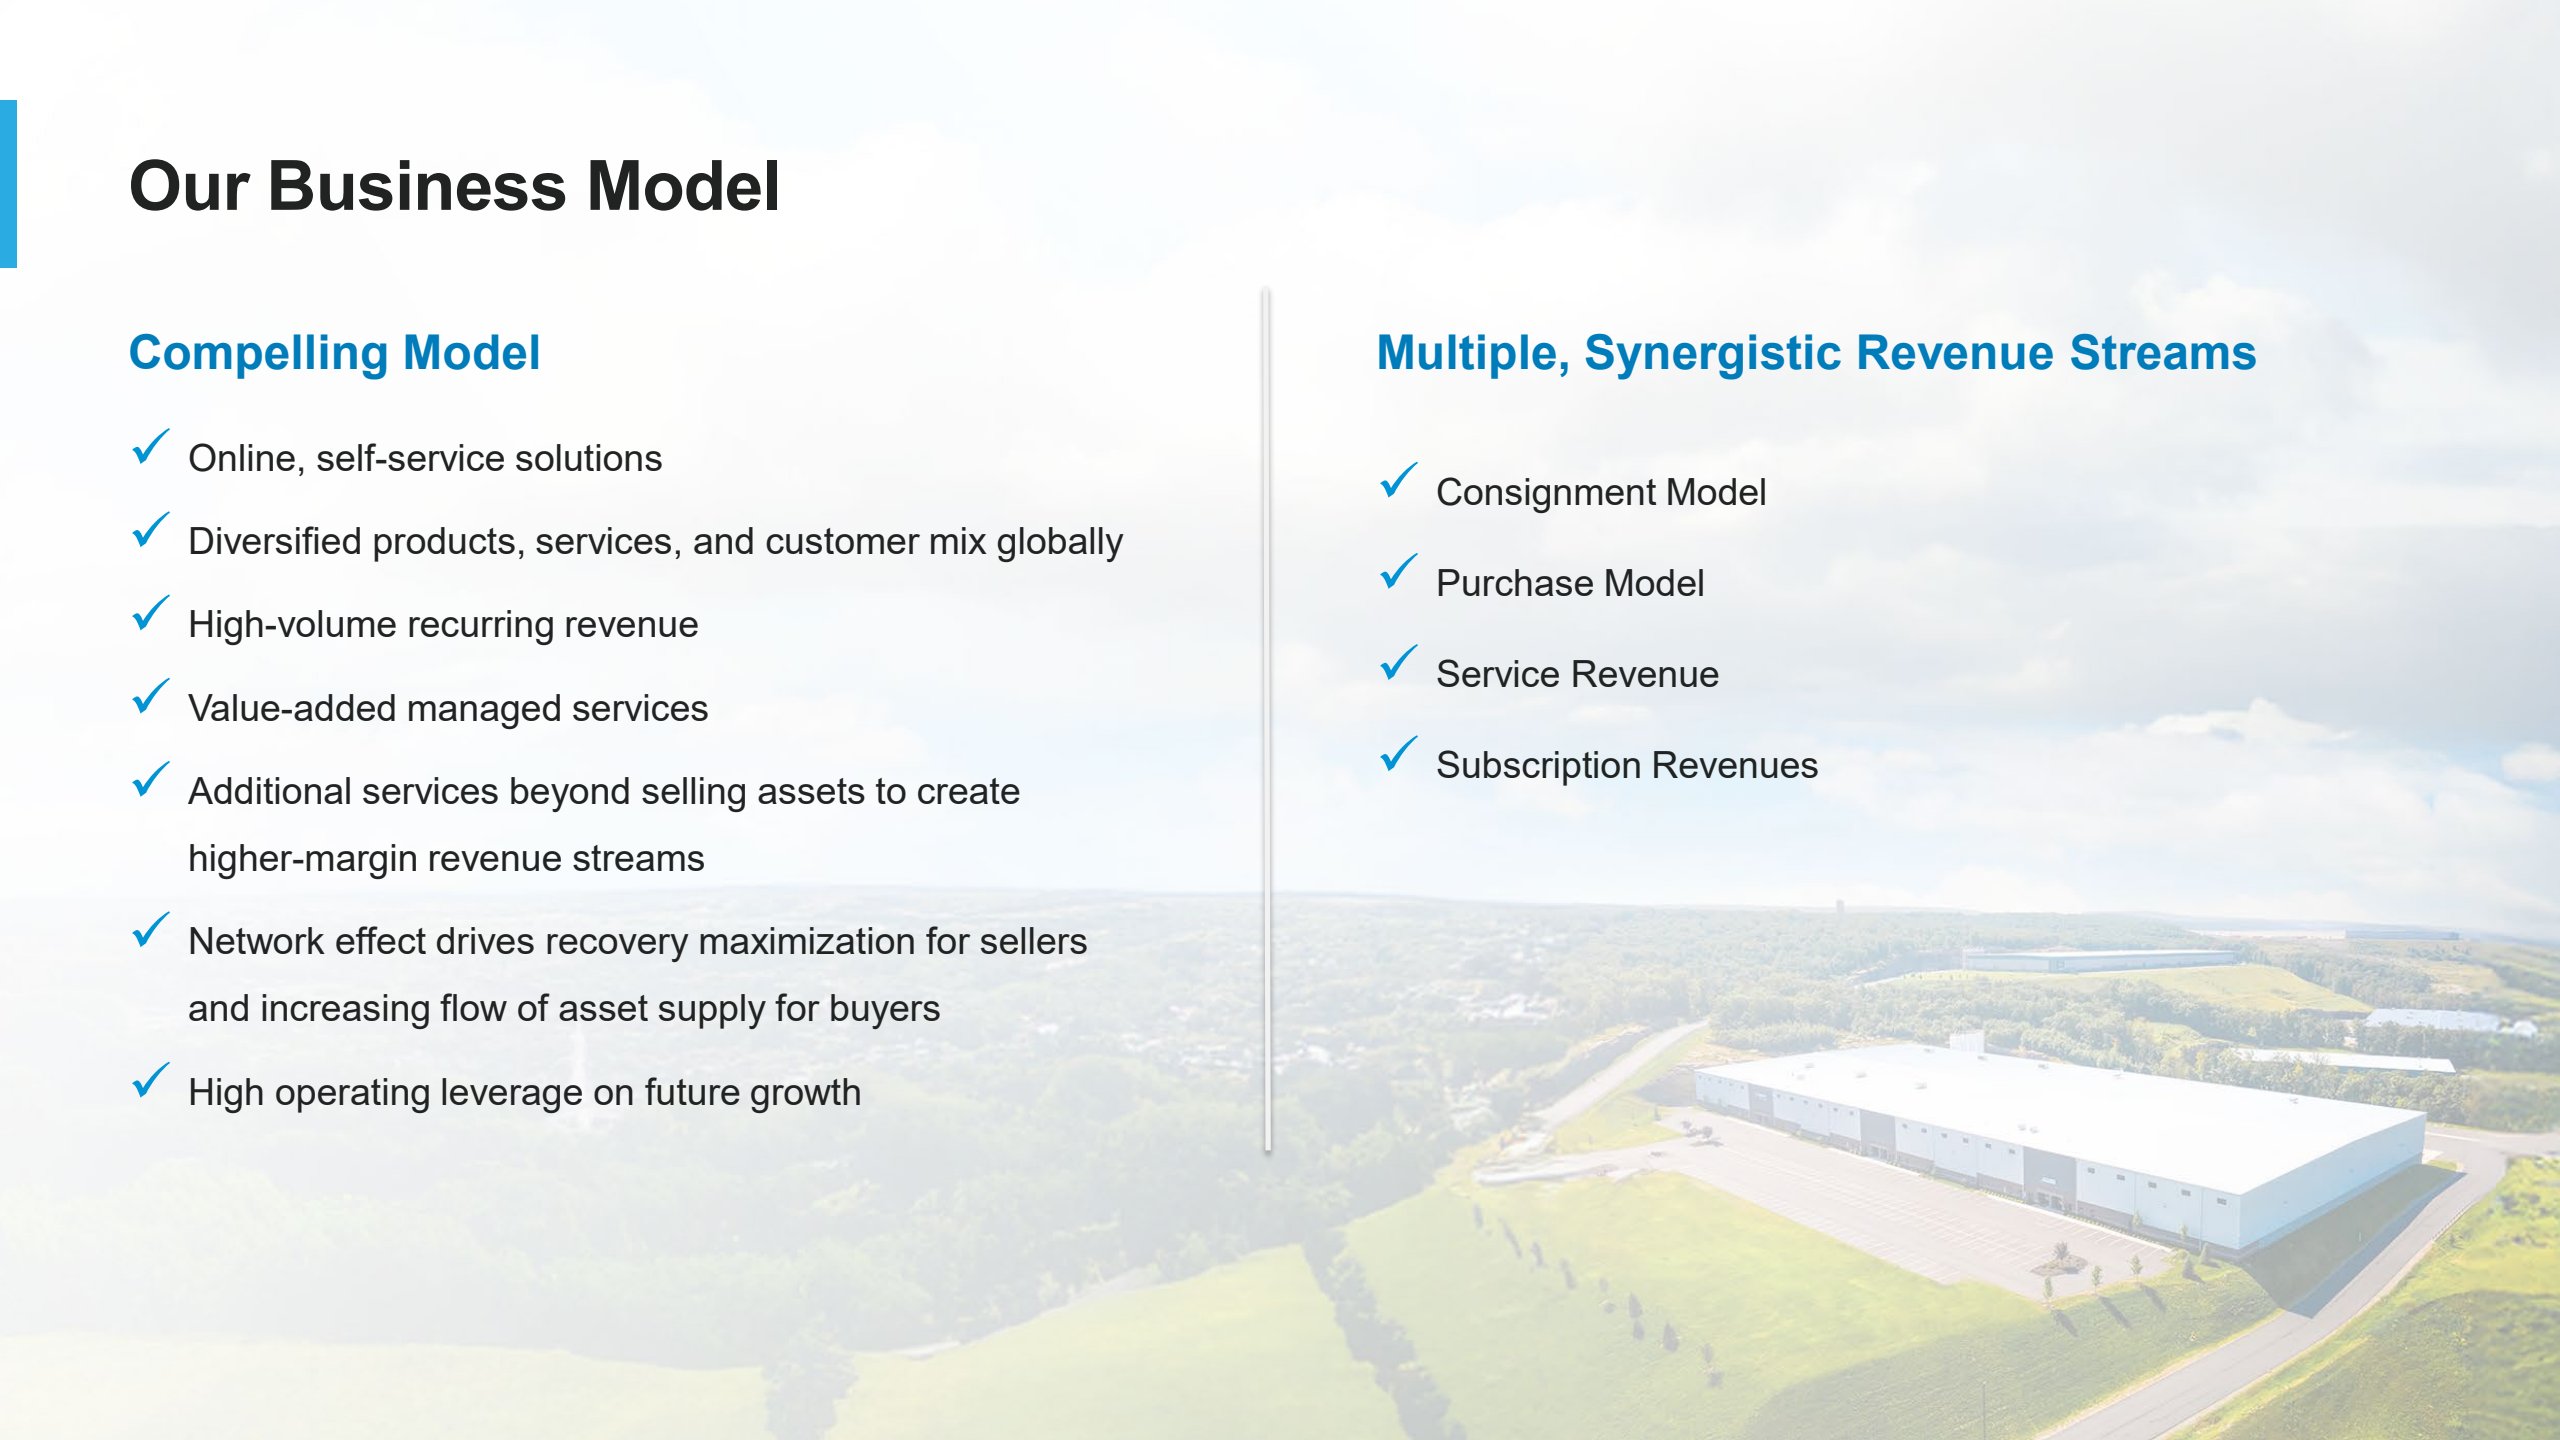 Our Business Model
Compelling Model
Online, self-service solutions
Diversified products, services, and customer mix globally
High-volume recurring revenue
Value-added managed services
Additional services beyond selling assets to create
higher-margin revenue streams
Network effect drives recovery maximization for sellers
and increasing flow of asset supply for buyers
High operating leverage on future growth
Multiple, Synergistic Revenue Streams
Consignment Model
Purchase Model
Service Revenue
Subscription Revenues